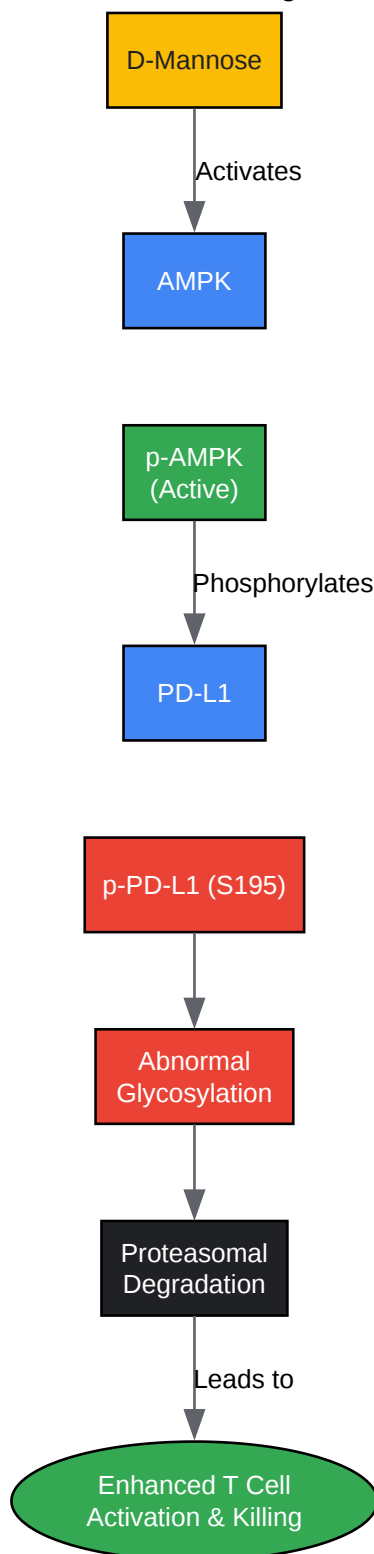 D-Mannose
Activates
AMPK
p-AMPK
(Active)
Phosphorylates
PD-L1
p-PD-L1 (S195)
Abnormal
Glycosylation
Proteasomal
Degradation
Leads to
Enhanced T Cell
Activation & Killing